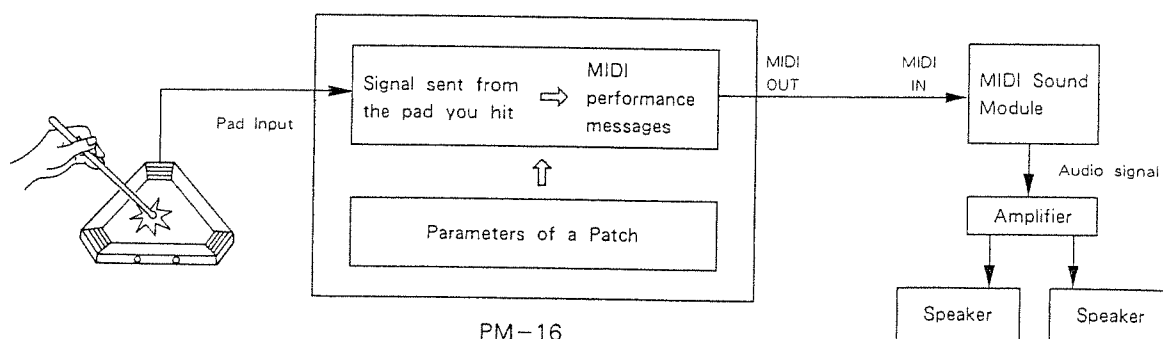 Pad Input
Signal sent from
the pad you hit
⇨
MIDI
performance
messages
Parameters of a Patch
PM-16
MIDI
OUT
MIDI
IN
MIDI Sound
Module
Audio signal
Amplifier
Speaker
Speaker